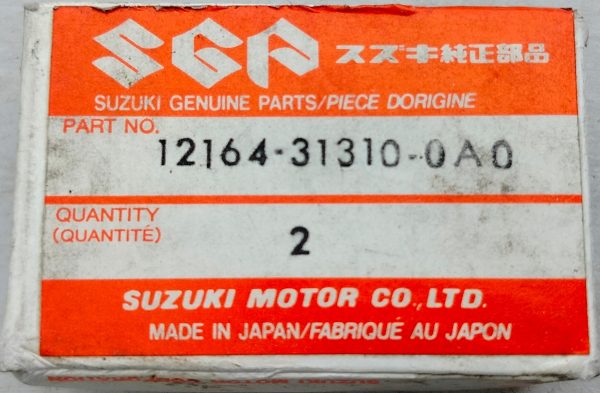 SGP スズキ純正部品
SUZUKI GENUINE PARTS/PIECE DORIGINE
PART NO.
12164-31310-0A0
QUANTITY
(QUANTITÉ)
2
SUZUKI MOTOR CO.,LTD.
MADE IN JAPAN/FABRIQUÉ AU JAPON